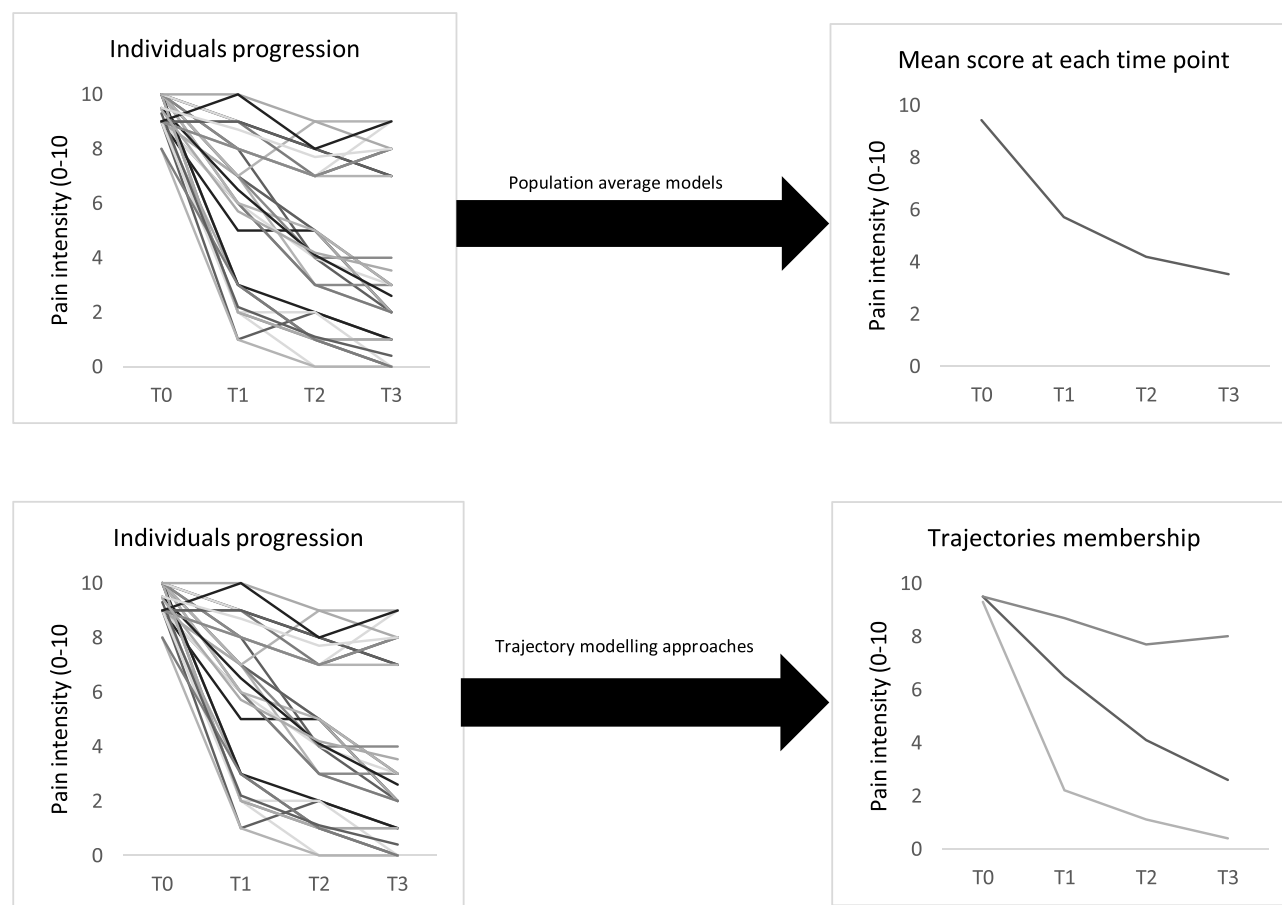 Individuals progression
Pain intensity (0-10
10
8
6
4
2
0
T0 T1 T2 T3
Population average models
Mean score at each time point
Pain intensity (0-10
10
8
6
4
2
0
T0 T1 T2 T3
Individuals progression
Pain intensity (0-10
10
8
6
4
2
0
T0 T1 T2 T3
Trajectory modelling approaches
Trajectories membership
Pain intensity (0-10
10
8
6
4
2
0
T0 T1 T2 T3